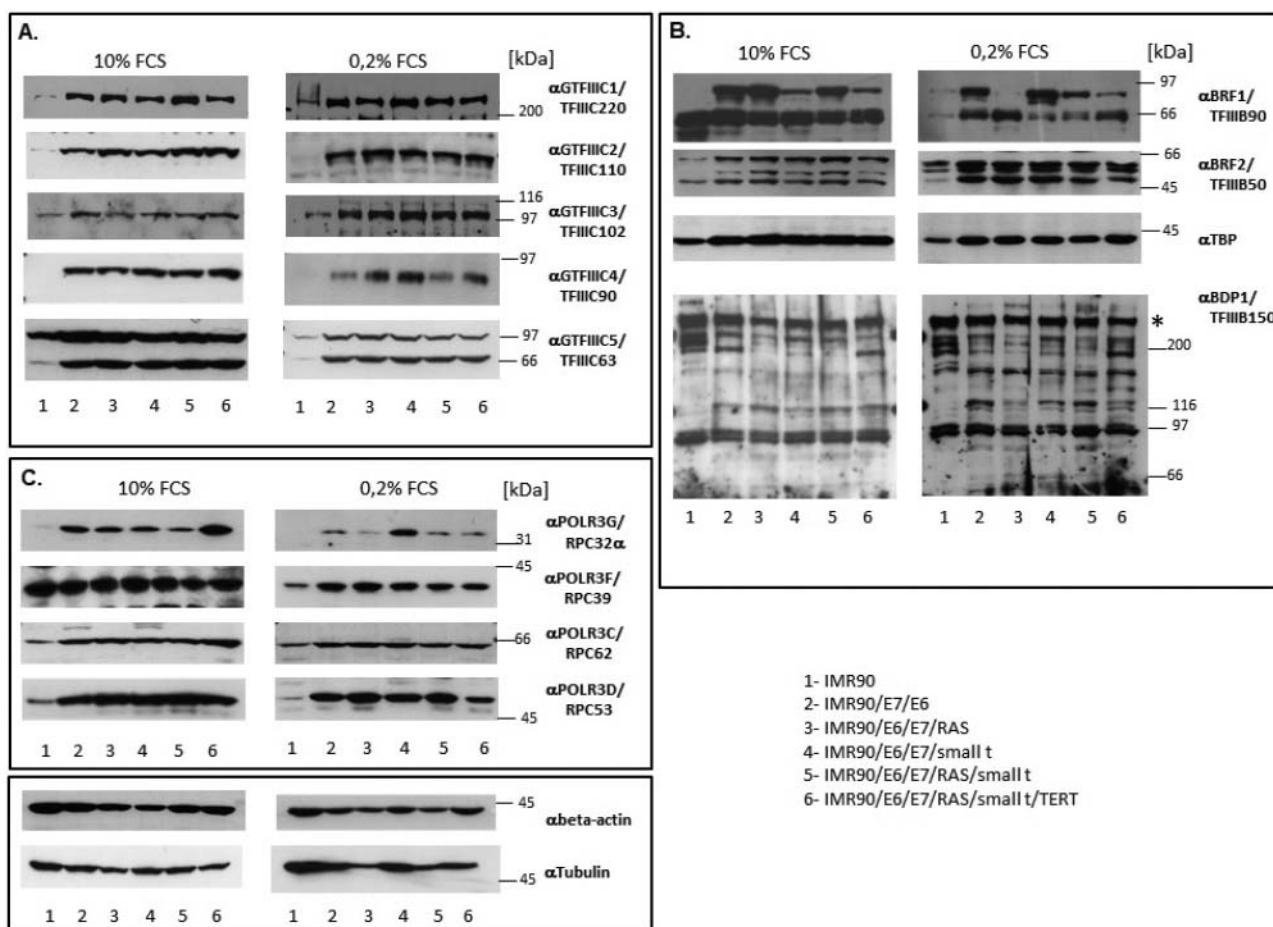 A.
10% FCS 0,2% FCS [kDa]
αGTFIIIC1/
200 TFIIIC220
αGTFIIIC2/
TFIIIC110
116 αGTFIIIC3/
97 TFIIIC102
97
αGTFIIIC4/
TFIIIC90
97 αGTFIIIC5/
66 TFIIIC63
1 2 3 4 5 6 1 2 3 4 5 6
B.
10% FCS 0,2% FCS [kDa]
97 αBRF1/
66 TFIIIB90
66 αBRF2/
45 TFIIIB50
45 αTBP
αBDP1/
TFIIIB150
*
200
116
97
66
1 2 3 4 5 6 1 2 3 4 5 6
C.
10% FCS 0,2% FCS [kDa]
αPOLR3G/
31 RPC32α
45
αPOLR3F/
RPC39
66 αPOLR3C/
RPC62
αPOLR3D/
45 RPC53
1 2 3 4 5 6 1 2 3 4 5 6
45
αbeta-actin
αTubulin
45
1 2 3 4 5 6 1 2 3 4 5 6
1- IMR90
2- IMR90/E7/E6
3- IMR90/E6/E7/RAS
4- IMR90/E6/E7/small t
5- IMR90/E6/E7/RAS/small t
6- IMR90/E6/E7/RAS/small t/TERT